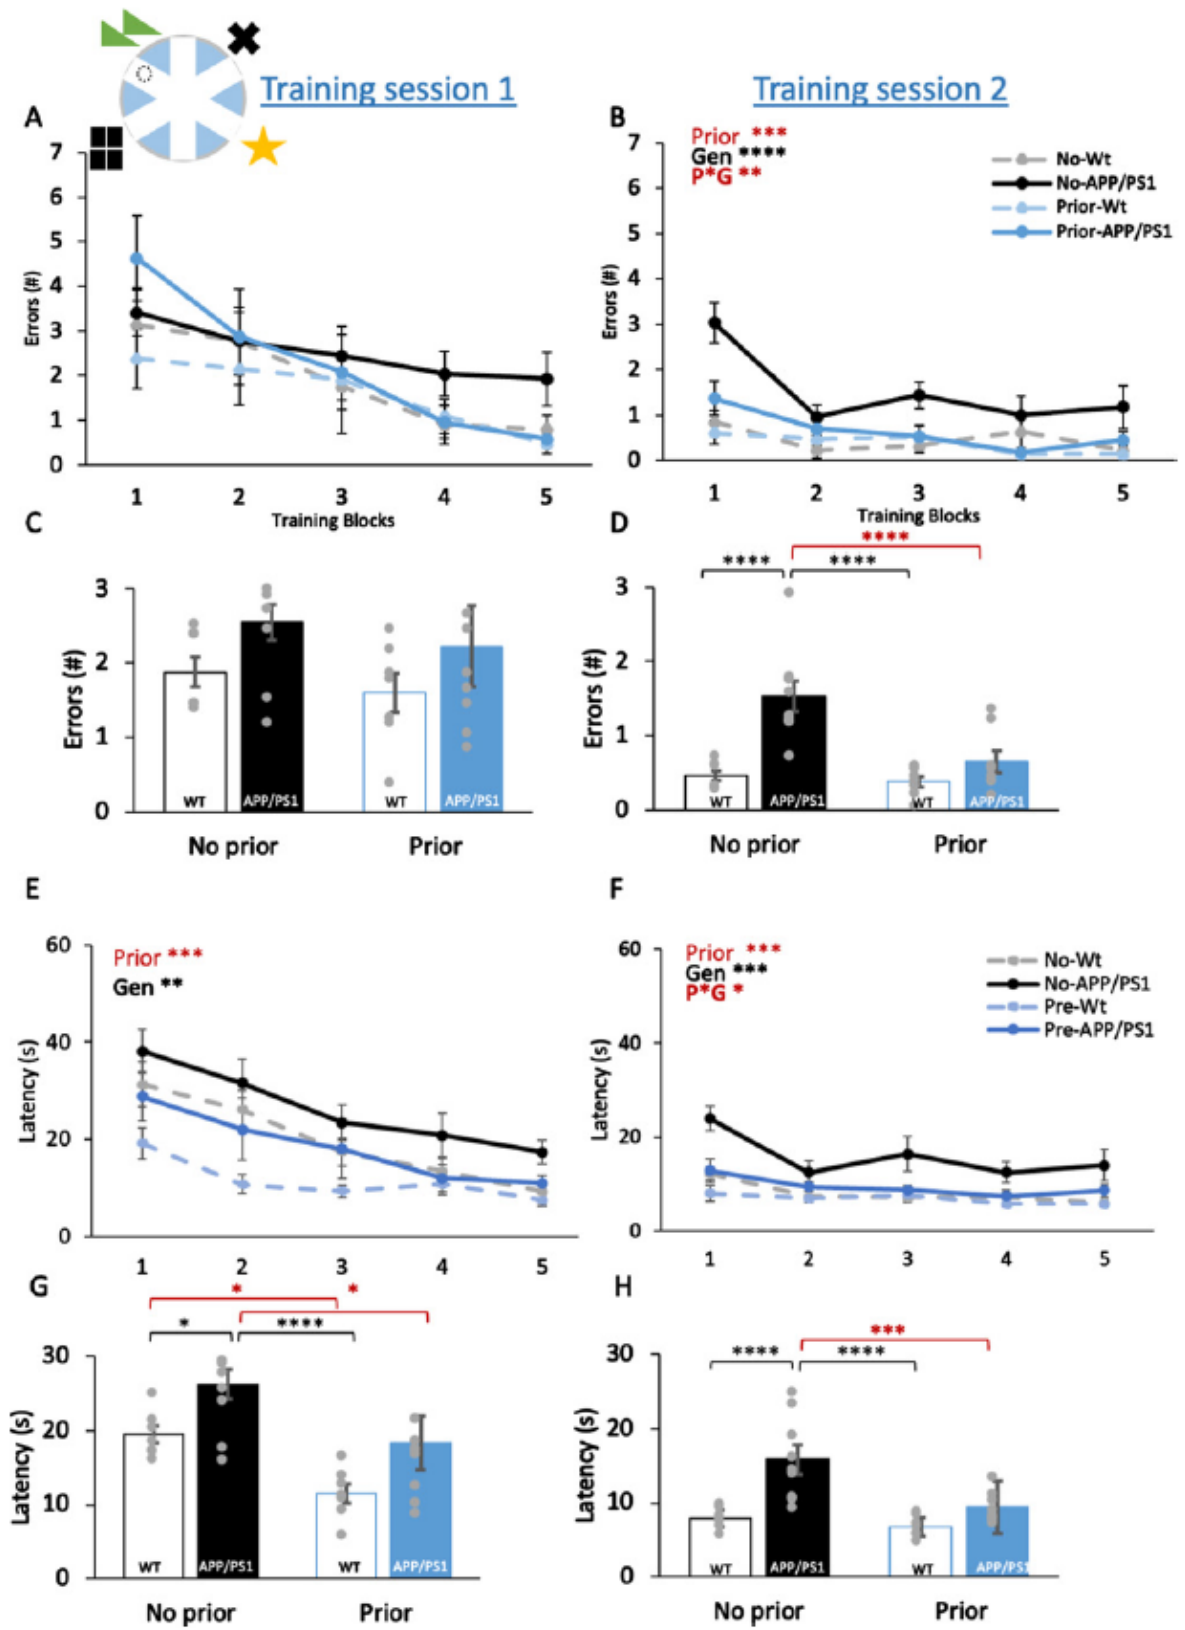 Training session 1
Training session 2
A
7
6
5
4
3
2
1
0
Errors (#)
1 2 3 4 5
Training Blocks
B
Prior ***
Gen ****
P*G **
7
6
5
4
3
2
1
0
Errors (#)
No-Wt
No-APP/PS1
Prior-Wt
Prior-APP/PS1
1 2 3 4 5
Training Blocks
C
3
2
1
0
Errors (#)
WT APP/PS1 WT APP/PS1
No prior Prior
D
****
**** ****
3
2
1
0
Errors (#)
WT APP/PS1 WT APP/PS1
No prior Prior
E
Prior ***
Gen **
60
40
20
0
Latency (s)
1 2 3 4 5
F
Prior ***
Gen ***
P*G *
60
40
20
0
Latency (s)
No-Wt
No-APP/PS1
Pre-Wt
Pre-APP/PS1
1 2 3 4 5
G
* *
* ****
30
20
10
0
Latency (s)
WT APP/PS1 WT APP/PS1
No prior Prior
H
***
**** ****
30
20
10
0
Latency (s)
WT APP/PS1 WT APP/PS1
No prior Prior